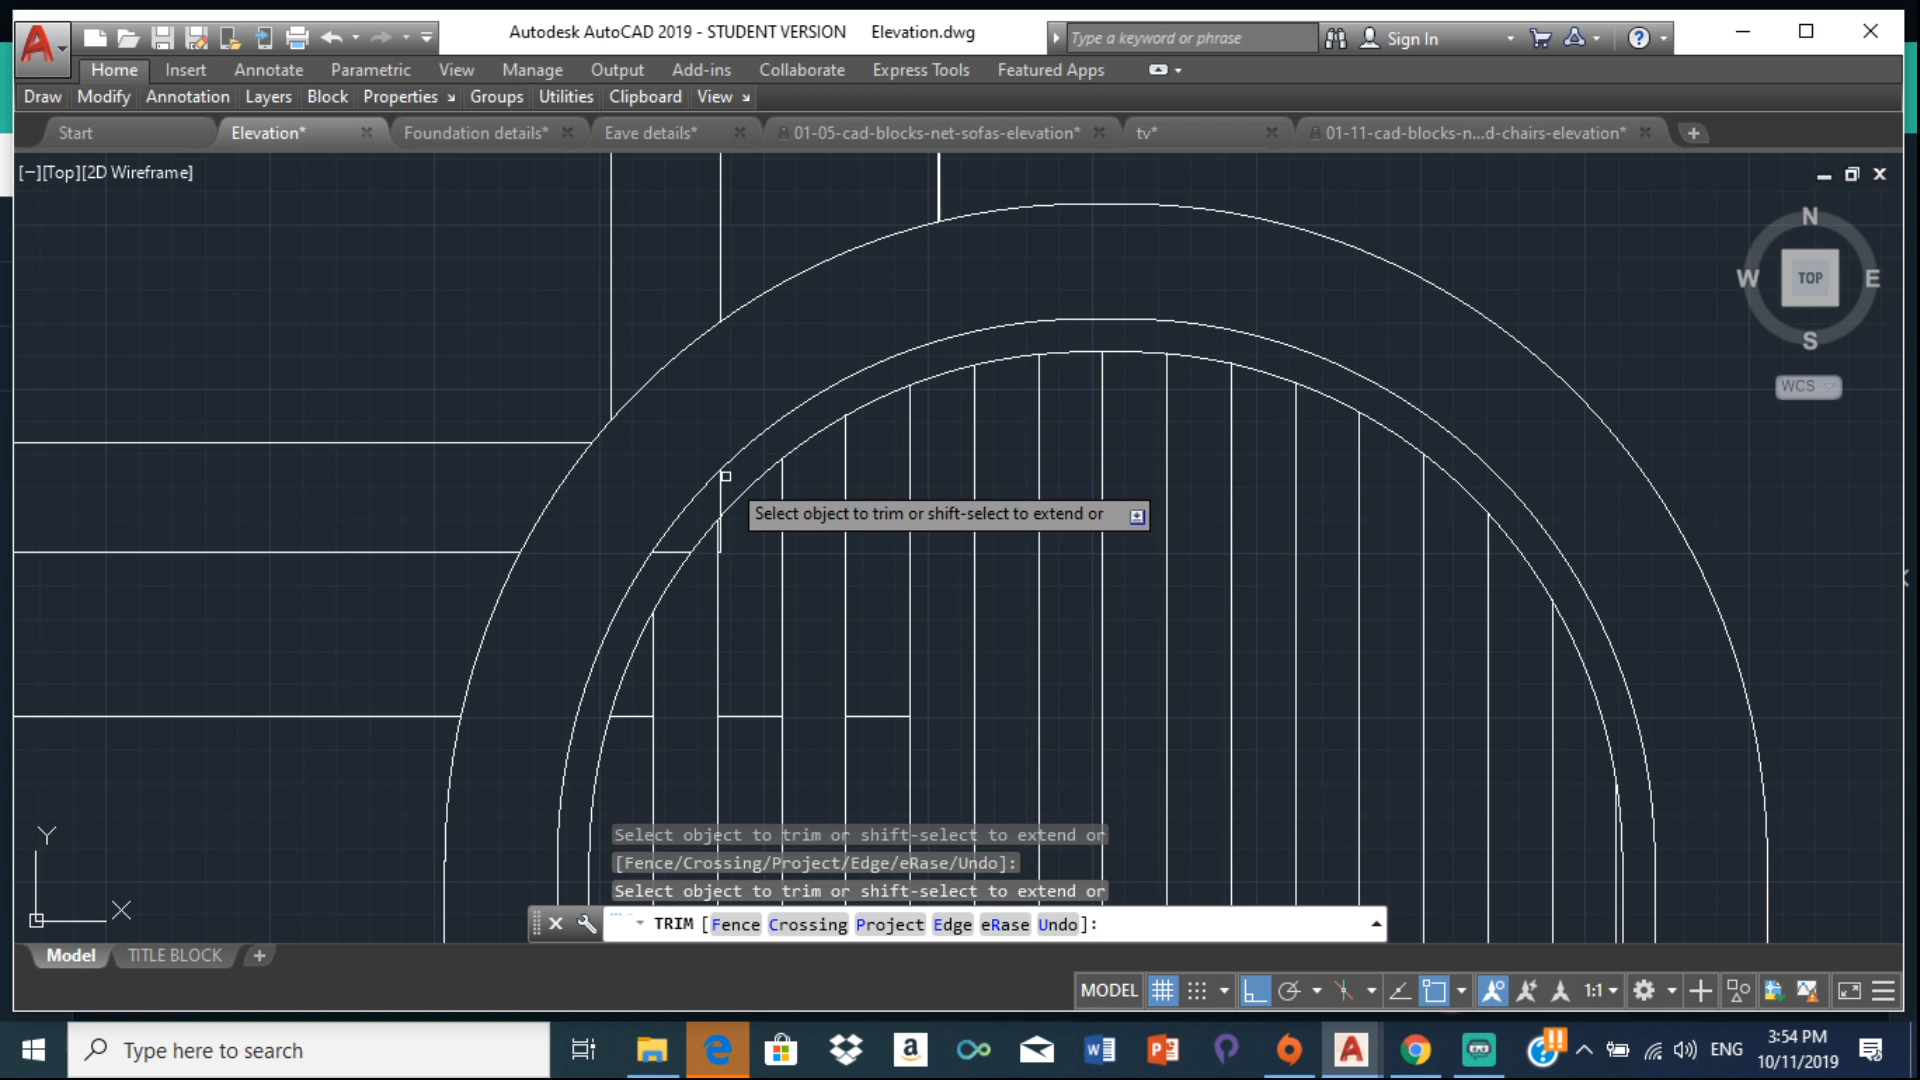 Autodesk AutoCAD 2019 - STUDENT VERSION Elevation.dwg
Type a keyword or phrase
Sign In
Home Insert Annotate Parametric View Manage Output Add-ins Collaborate Express Tools Featured Apps
Draw Modify Annotation Layers Block Properties Groups Utilities Clipboard View
Start Elevation* Foundation details* Eave details* 01-05-cad-blocks-net-sofas-elevation* tv* 01-11-cad-blocks-n...d-chairs-elevation*
[−][Top][2D Wireframe]
N
W TOP E
S
WCS
Select object to trim or shift-select to extend or
Y
X
Select object to trim or shift-select to extend or
[Fence/Crossing/Project/Edge/eRase/Undo]:
Select object to trim or shift-select to extend or
TRIM [Fence Crossing Project Edge eRase Undo]:
Model TITLE BLOCK
MODEL 1:1
Type here to search
ENG
3:54 PM
10/11/2019